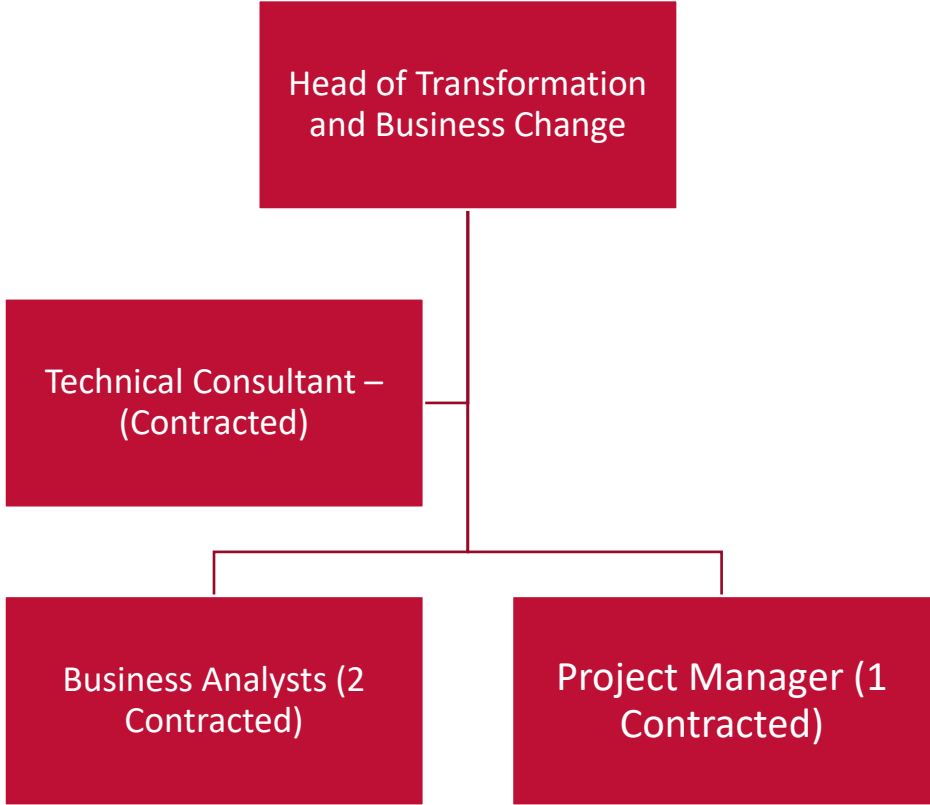 Head of Transformation
and Business Change
Technical Consultant –
(Contracted)
Business Analysts (2
Contracted)
Project Manager (1
Contracted)